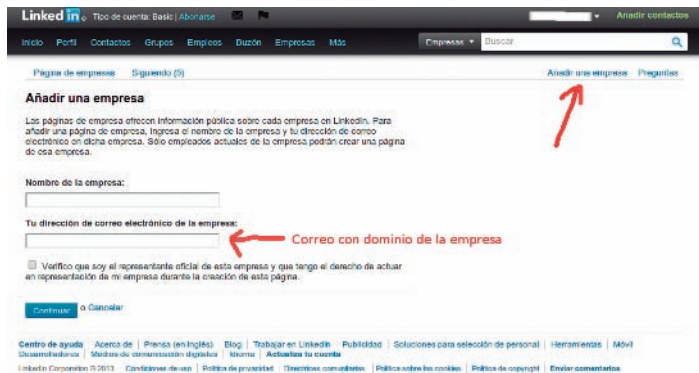 Linked in Tipo de cuenta: Basic | Abonarse
Añadir contactos
Inicio Perfil Contactos Grupos Empleos Buzón Empresas Más
Empresas Buscar
Página de empresas Siguiendo (5)
Añadir una empresa Preguntas
Añadir una empresa
Las páginas de empresa ofrecen información pública sobre cada empresa en LinkedIn. Para
añadir una página de empresa, ingresa el nombre de la empresa y tu dirección de correo
electrónico en dicha empresa. Sólo empleados actuales de la empresa podrán crear una página
de esa empresa.
Nombre de la empresa:
Tu dirección de correo electrónico de la empresa:
Correo con dominio de la empresa
Verifico que soy el representante oficial de esta empresa y que tengo el derecho de actuar
en representación de mi empresa durante la creación de esta página.
Continuar o Cancelar
Centro de ayuda | Acerca de | Prensa (en inglés) | Blog | Trabajar en LinkedIn | Publicidad | Soluciones para selección de personal | Herramientas | Móvil
Desarrolladores | Medios de comunicación digitales | Idioma | Actualiza tu cuenta
LinkedIn Corporation © 2013 | Condiciones de uso | Política de privacidad | Directrices comunitarias | Política sobre las cookies | Política de copyright | Enviar comentarios